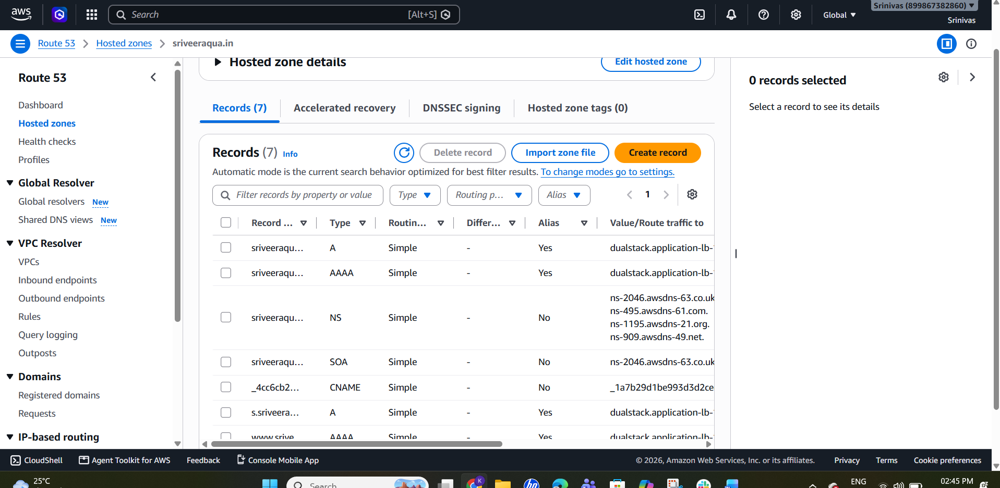 aws
Search
[Alt+S]
Global
Srinivas (899867382860)
Srinivas
Route 53
Hosted zones
sriveeraqua.in
Route 53
Dashboard
Hosted zones
Health checks
Profiles
Global Resolver
Global resolvers New
Shared DNS views New
VPC Resolver
VPCs
Inbound endpoints
Outbound endpoints
Rules
Query logging
Outposts
Domains
Registered domains
Requests
IP-based routing
Hosted zone details
Edit hosted zone
Records (7)
Accelerated recovery
DNSSEC signing
Hosted zone tags (0)
Records (7) Info
Delete record
Import zone file
Create record
Automatic mode is the current search behavior optimized for best filter results. To change modes go to settings.
Filter records by property or value
Type
Routing p...
Alias
1
Record ... Type Routin... Differ... Alias Value/Route traffic to
sriveeraqu... A Simple - Yes dualstack.application-lb-
sriveeraqu... AAAA Simple - Yes dualstack.application-lb-
sriveeraqu... NS Simple - No
ns-2046.awsdns-63.co.uk
ns-495.awsdns-61.com.
ns-1195.awsdns-21.org.
ns-909.awsdns-49.net.
sriveeraqu... SOA Simple - No ns-2046.awsdns-63.co.uk
_4cc6cb2... CNAME Simple - No _1a7b29d1be993d3d2ce
s.sriveera... A Simple - Yes dualstack.application-lb-
www.srive... AAAA Simple - Yes dualstack.application-lb-
0 records selected
Select a record to see its details
CloudShell
Agent Toolkit for AWS
Feedback
Console Mobile App
© 2026, Amazon Web Services, Inc. or its affiliates.
Privacy
Terms
Cookie preferences
25°C
Search
K
hp
ENG
02:45 PM